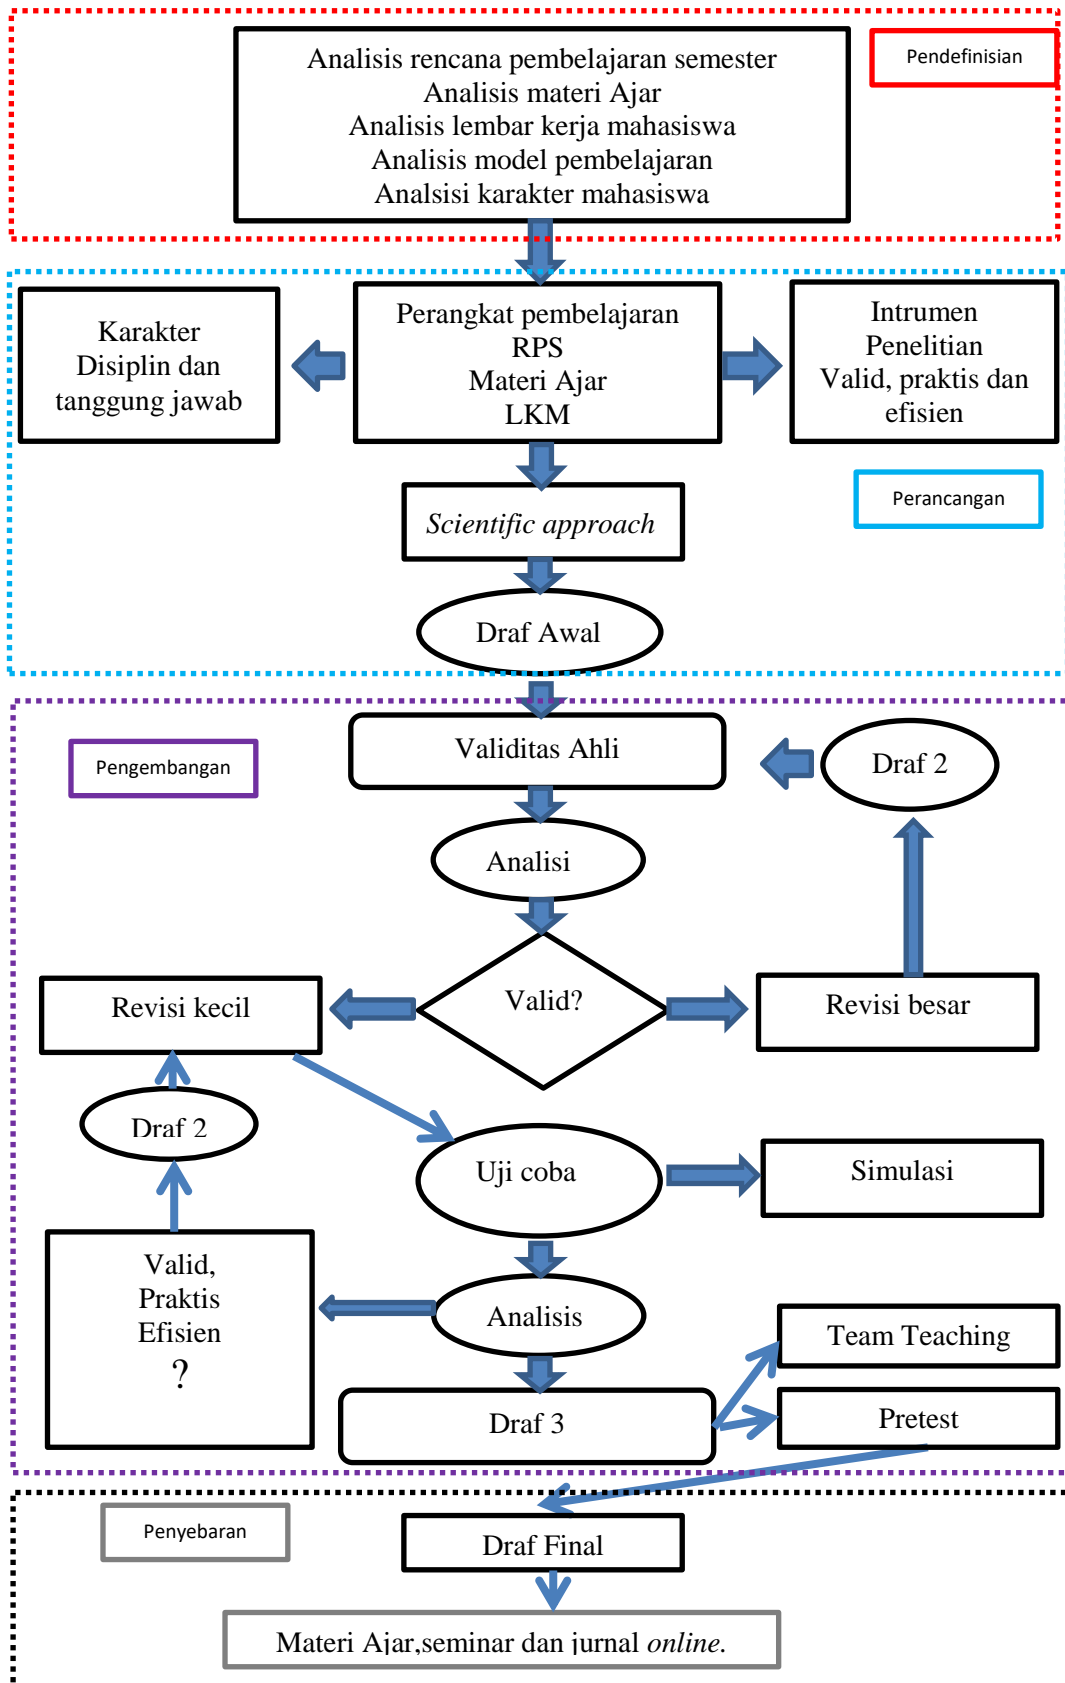 Analisis rencana pembelajaran semester
Analisis materi Ajar
Analisis lembar kerja mahasiswa
Analisis model pembelajaran
Analsisi karakter mahasiswa
Pendefinisian
Karakter
Disiplin dan
tanggung jawab
Perangkat pembelajaran
RPS
Materi Ajar
LKM
Intrumen
Penelitian
Valid, praktis dan
efisien
Scientific approach
Perancangan
Draf Awal
Validitas Ahli
Draf 2
Pengembangan
Analisi
Valid?
Revisi kecil
Revisi besar
Draf 2
Uji coba
Simulasi
Valid,
Praktis
Efisien
?
Analisis
Team Teaching
Draf 3
Pretest
Penyebaran
Draf Final
Materi Ajar,seminar dan jurnal online.